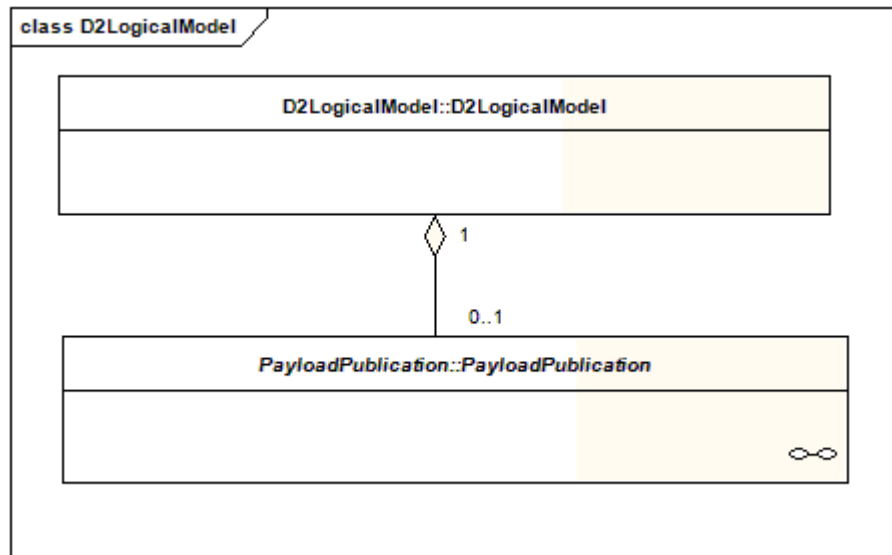 class D2LogicalModel
D2LogicalModel::D2LogicalModel
1
0..1
PayloadPublication::PayloadPublication